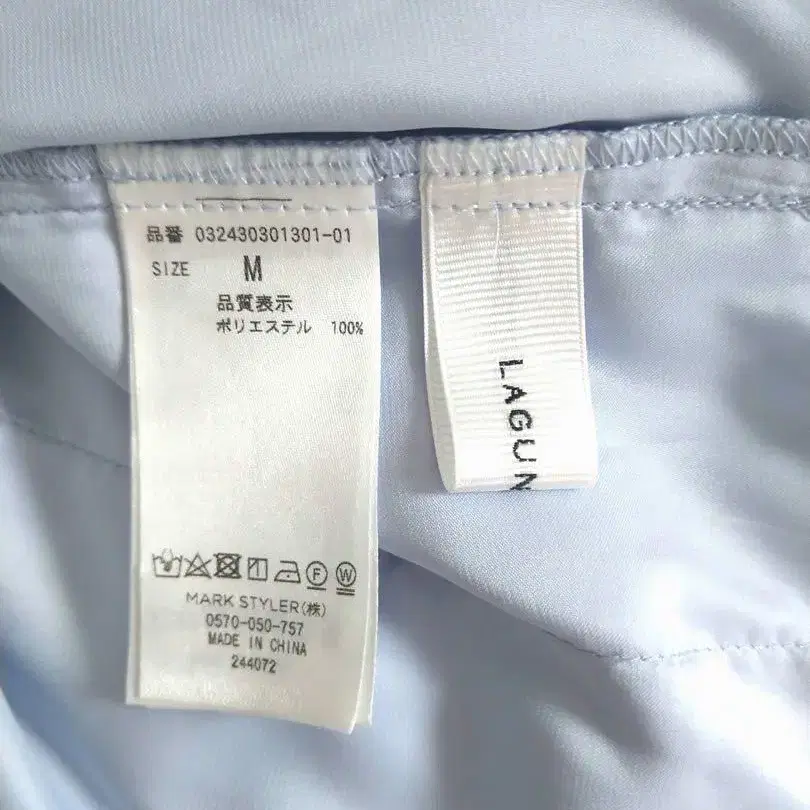 品番 032430301301-01
SIZE M
品質表示
ポリエステル 100%
F W
MARK STYLER(株)
0570-050-757
MADE IN CHINA
244072
LAGUN